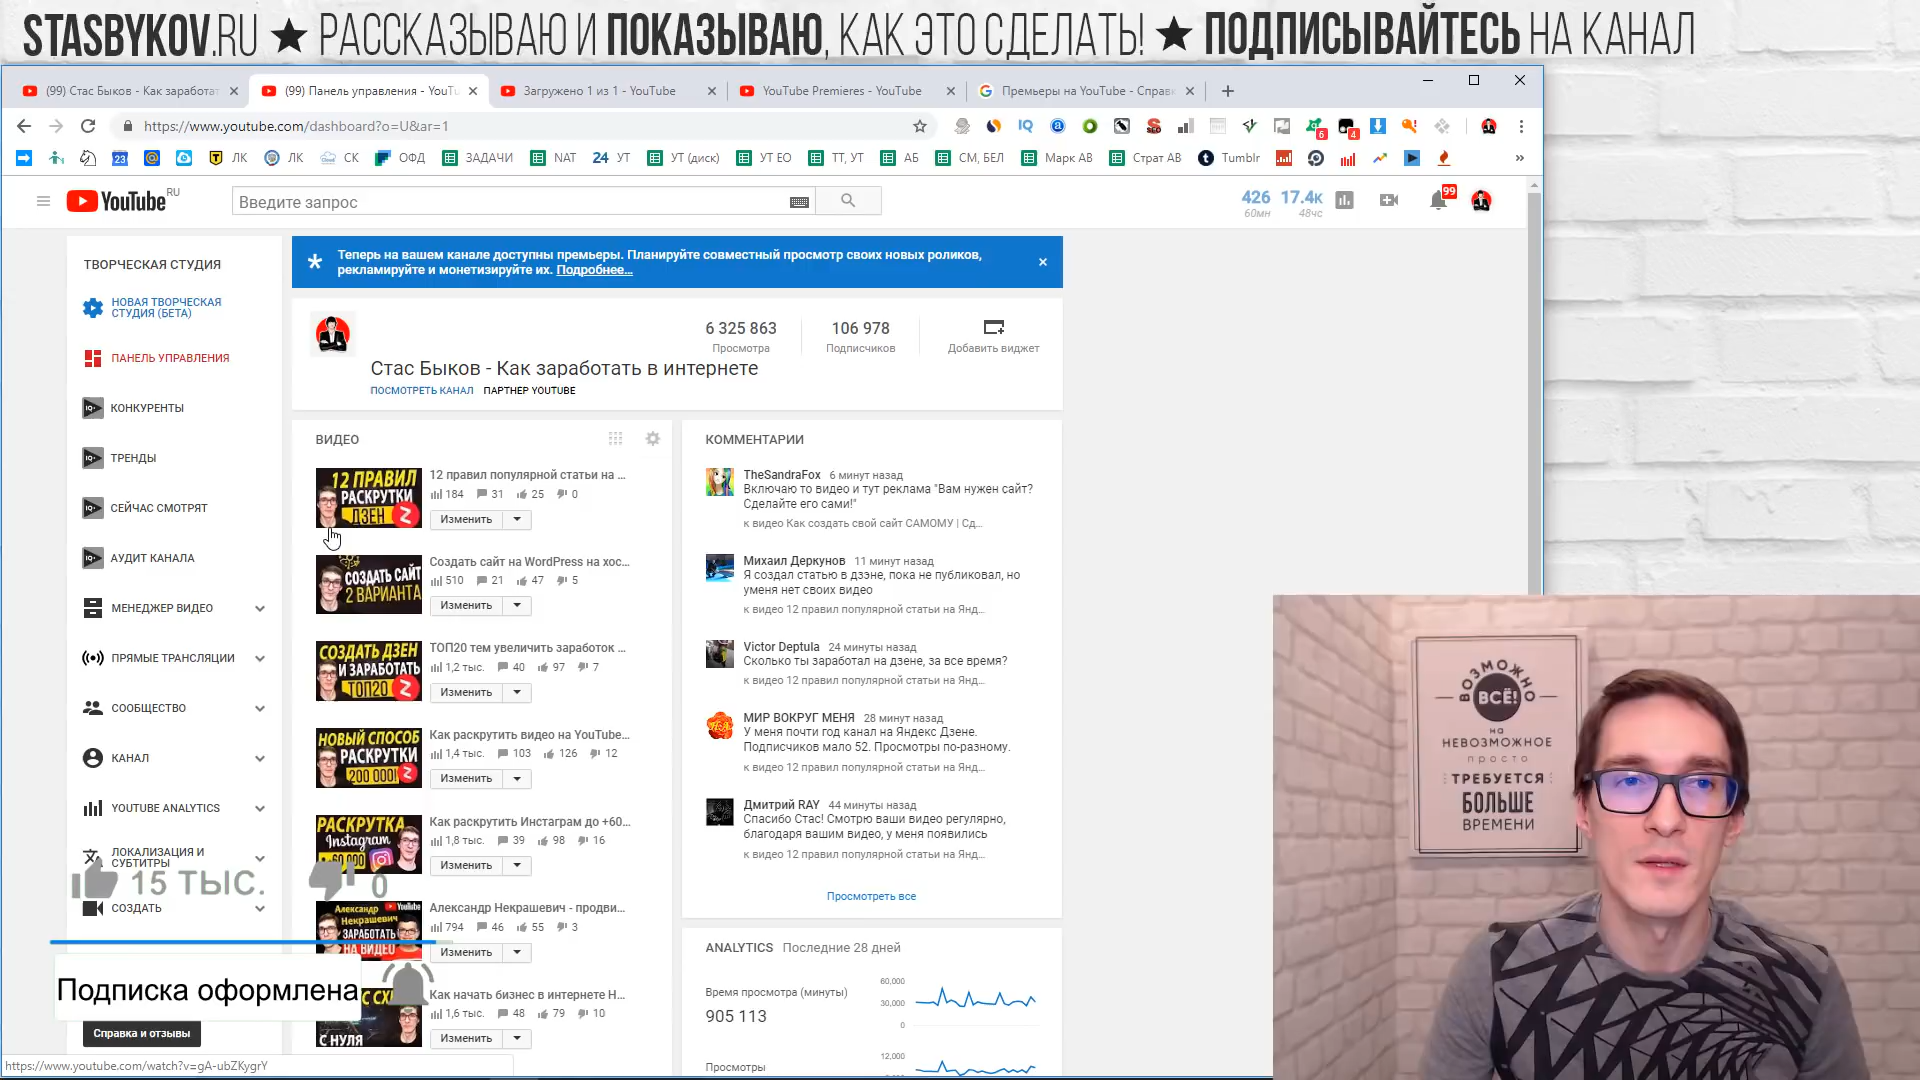 STASBYKOV.RU ★ РАССКАЗЫВАЮ И ПОКАЗЫВАЮ, КАК ЭТО СДЕЛАТЬ! ★ ПОДПИСЫВАЙТЕСЬ НА КАНАЛ
(99) Стас Быков - Как заработат
(99) Панель управления - YouTu
Загружено 1 из 1 - YouTube
YouTube Premieres - YouTube
Премьеры на YouTube - Справ
https://www.youtube.com/dashboard?o=U&ar=1
ЛК ЛК СК ОФД ЗАДАЧИ NAT 24 УТ УТ (диск) УТ ЕО ТТ, УТ АБ СМ, БЕЛ Марк АВ Страт АВ Tumblr »
YouTube RU
Введите запрос
426 60мн
17.4K 48чс
99
ТВОРЧЕСКАЯ СТУДИЯ
НОВАЯ ТВОРЧЕСКАЯ
СТУДИЯ (БЕТА)
ПАНЕЛЬ УПРАВЛЕНИЯ
КОНКУРЕНТЫ
ТРЕНДЫ
СЕЙЧАС СМОТРЯТ
АУДИТ КАНАЛА
МЕНЕДЖЕР ВИДЕО
ПРЯМЫЕ ТРАНСЛЯЦИИ
СООБЩЕСТВО
КАНАЛ
YOUTUBE ANALYTICS
ЛОКАЛИЗАЦИЯ И
СУБТИТРЫ
15 ТЫС. 0
СОЗДАТЬ
Подписка оформлена
Справка и отзывы
https://www.youtube.com/watch?v=gA-ubZKygrY
Теперь на вашем канале доступны премьеры. Планируйте совместный просмотр своих новых роликов,
рекламируйте и монетизируйте их. Подробнее...
6 325 863
Просмотра
106 978
Подписчиков
Добавить виджет
Стас Быков - Как заработать в интернете
ПОСМОТРЕТЬ КАНАЛ ПАРТНЕР YOUTUBE
ВИДЕО
12 ПРАВИЛ
РАСКРУТКИ
ДЗЕН
12 правил популярной статьи на ...
184 31 25 0
Изменить
СОЗДАТЬ САЙТ
2 ВАРИАНТА
Создать сайт на WordPress на хос...
510 21 47 5
Изменить
СОЗДАТЬ ДЗЕН
И ЗАРАБОТАТЬ
ТОП20
ТОП20 тем увеличить заработок ...
1,2 тыс. 40 97 7
Изменить
НОВЫЙ СПОСОБ
РАСКРУТКИ
200 000!
Как раскрутить видео на YouTube...
1,4 тыс. 103 126 12
Изменить
РАСКРУТКА
Instagram
+60 000
Как раскрутить Инстаграм до +60...
1,8 тыс. 39 98 16
Изменить
Александр
Некрашевич
YouTube
ЗАРАБОТАТЬ
НА ВИДЕО
Александр Некрашевич - продви...
794 46 55 3
Изменить
С НУЛЯ
Как начать бизнес в интернете Н...
1,6 тыс. 48 79 10
Изменить
КОММЕНТАРИИ
TheSandraFox 6 минут назад
Включаю то видео и тут реклама "Вам нужен сайт?
Сделайте его сами!"
к видео Как создать свой сайт САМОМУ | Сд...
Михаил Деркунов 11 минут назад
Я создал статью в дзэне, пока не публиковал, но
уменя нет своих видео
к видео 12 правил популярной статьи на Янд...
Victor Deptula 24 минуты назад
Сколько ты заработал на дзене, за все время?
к видео 12 правил популярной статьи на Янд...
МИР ВОКРУГ МЕНЯ 28 минут назад
У меня почти год канал на Яндекс Дзене.
Подписчиков мало 52. Просмотры по-разному.
к видео 12 правил популярной статьи на Янд...
Дмитрий RAY 44 минуты назад
Спасибо Стас! Смотрю ваши видео регулярно,
благодаря вашим видео, у меня появились
к видео 12 правил популярной статьи на Янд...
Просмотреть все
ANALYTICS Последние 28 дней
Время просмотра (минуты)
905 113
60,000
30,000
0
Просмотры
12,000
ВОЗМОЖНО
ВСЁ!
на
НЕВОЗМОЖНОЕ
просто
ТРЕБУЕТСЯ
БОЛЬШЕ
ВРЕМЕНИ